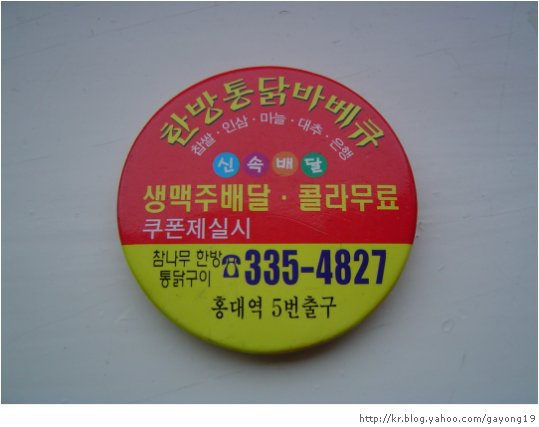 한방통닭바베큐
찹쌀·인삼·마늘·대추·은행
신속배달
생맥주배달·콜라무료
쿠폰제실시
참나무 한방
통닭구이
☎335-4827
홍대역 5번출구
http://kr.blog.yahoo.com/gayong19